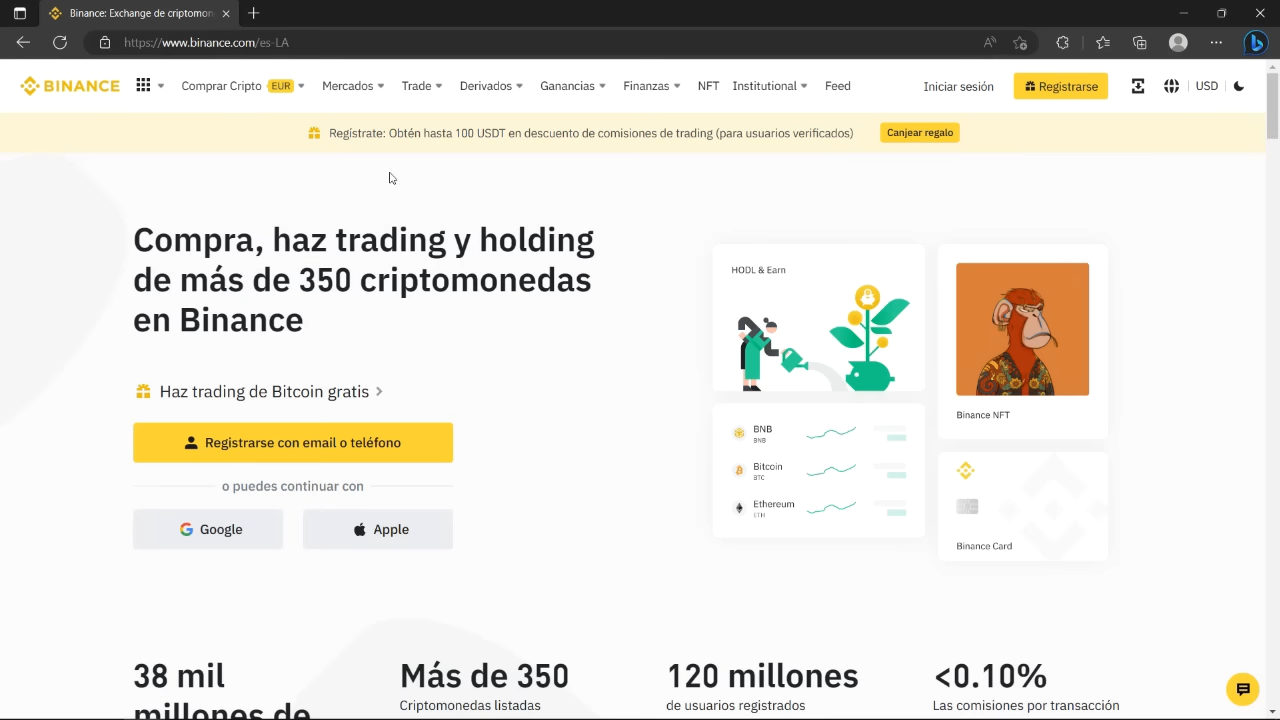 Binance: Exchange de criptomon
https://www.binance.com/es-LA
BINANCE
Comprar Cripto EUR
Mercados
Trade
Derivados
Ganancias
Finanzas
NFT
Institutional
Feed
Iniciar sesión
Registrarse
USD
Regístrate: Obtén hasta 100 USDT en descuento de comisiones de trading (para usuarios verificados)
Canjear regalo
Compra, haz trading y holding
de más de 350 criptomonedas
en Binance
Haz trading de Bitcoin gratis
Registrarse con email o teléfono
o puedes continuar con
Google
Apple
HODL & Earn
BNB
BNB
Bitcoin
BTC
Ethereum
ETH
Binance NFT
Binance Card
38 mil
millones de
Más de 350
Criptomonedas listadas
120 millones
de usuarios registrados
<0.10%
Las comisiones por transacción